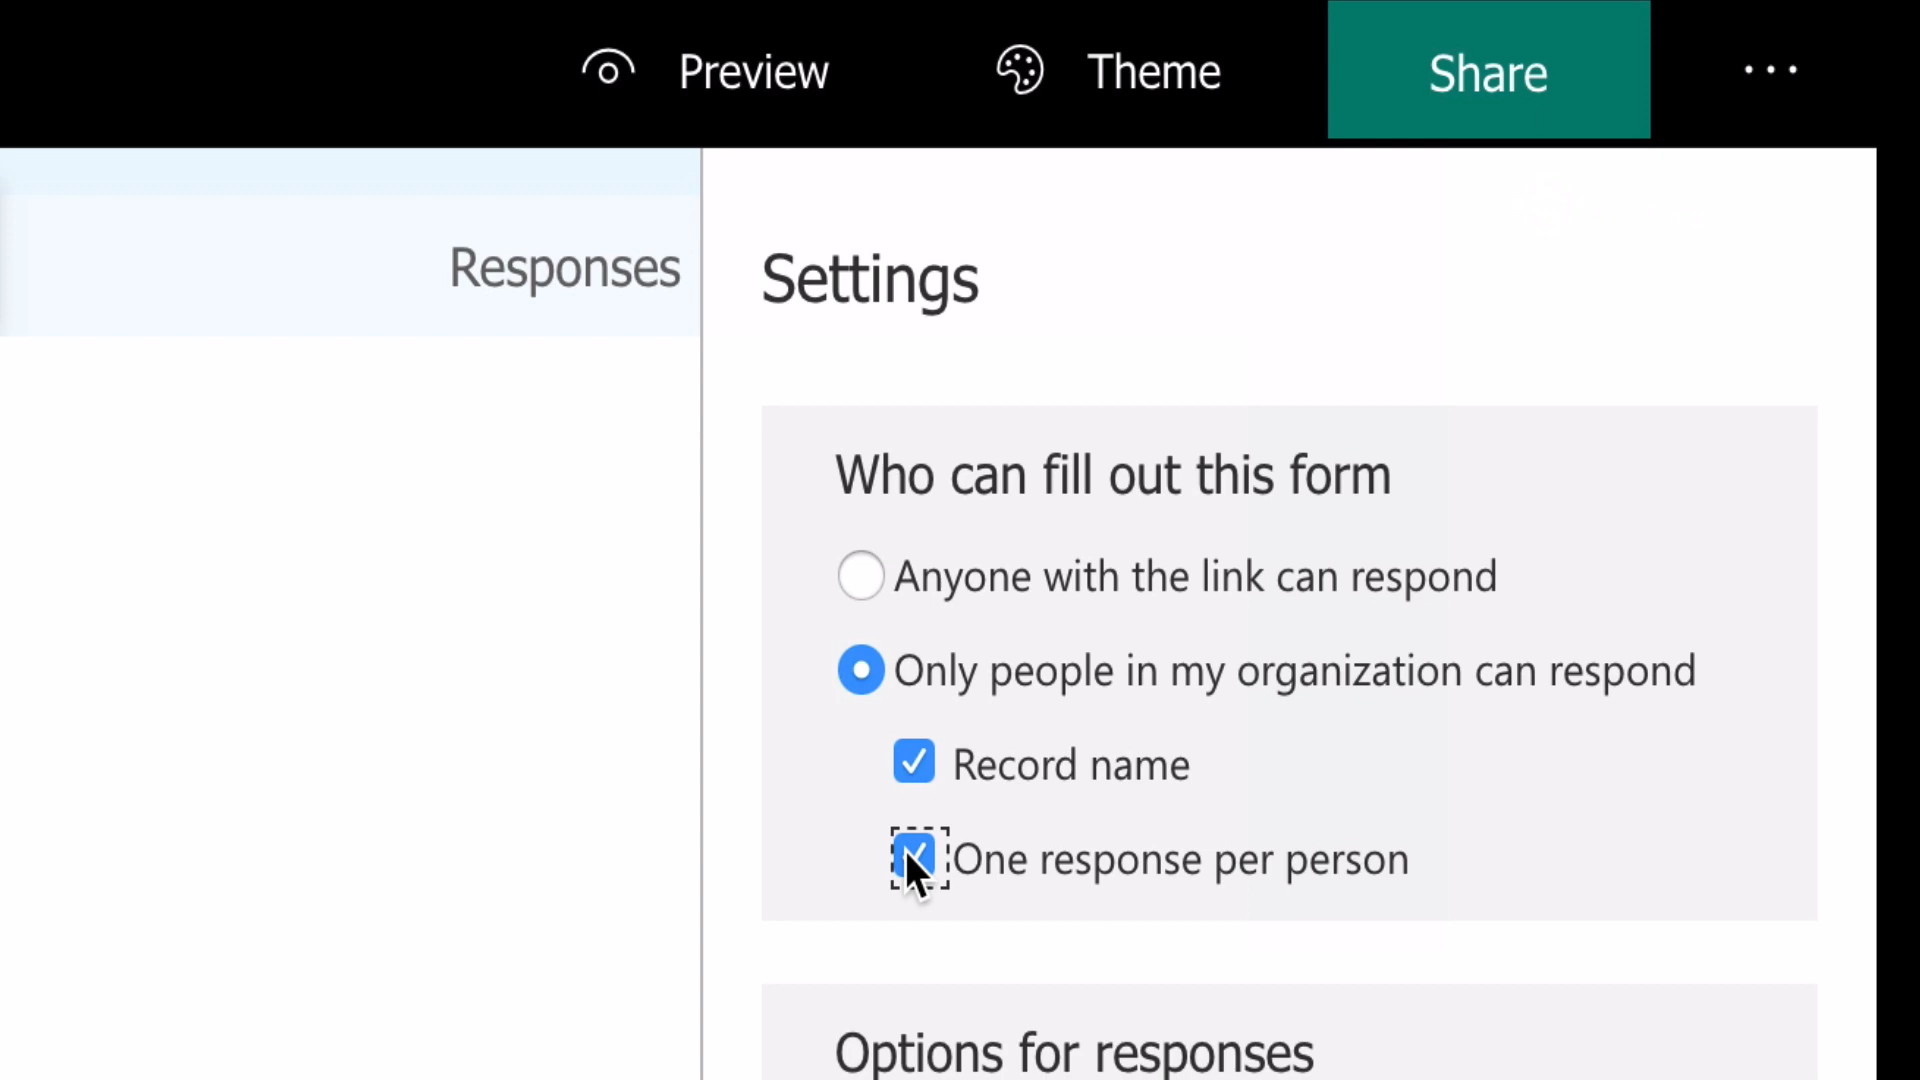 Preview Theme Share ...
Responses
Settings
Who can fill out this form
Anyone with the link can respond
Only people in my organization can respond
Record name
One response per person
Options for responses